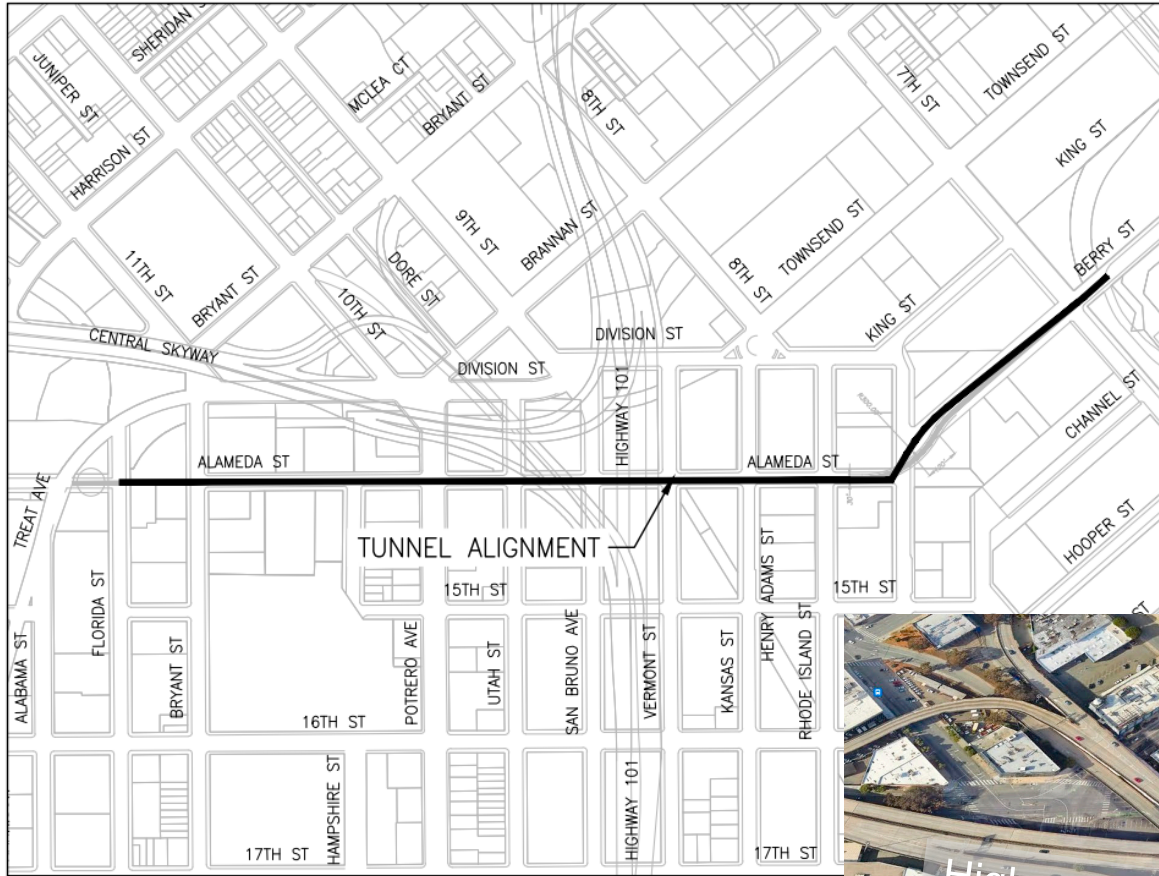 SHERIDAN
JUNIPER ST
MCLEA CT
BRYANT ST
8TH ST
7TH ST
TOWNSEND ST
HARRISON ST
KING ST
9TH ST
BRANNAN ST
TOWNSEND ST
8TH ST
BERRY ST
11TH ST
BRYANT ST
DORE ST
10TH ST
KING ST
CENTRAL SKYWAY
DIVISION ST
DIVISION ST
HIGHWAY 101
CHANNEL ST
ALAMEDA ST
ALAMEDA ST
TREAT AVE
HOOPER ST
TUNNEL ALIGNMENT
FLORIDA ST
15TH ST
HENRY ADAMS ST
15TH ST
ALABAMA ST
BRYANT ST
POTRERO AVE
UTAH ST
SAN BRUNO AVE
VERMONT ST
KANSAS ST
RHODE ISLAND ST
16TH ST
HAMPSHIRE ST
HIGHWAY 101
17TH ST
17TH ST